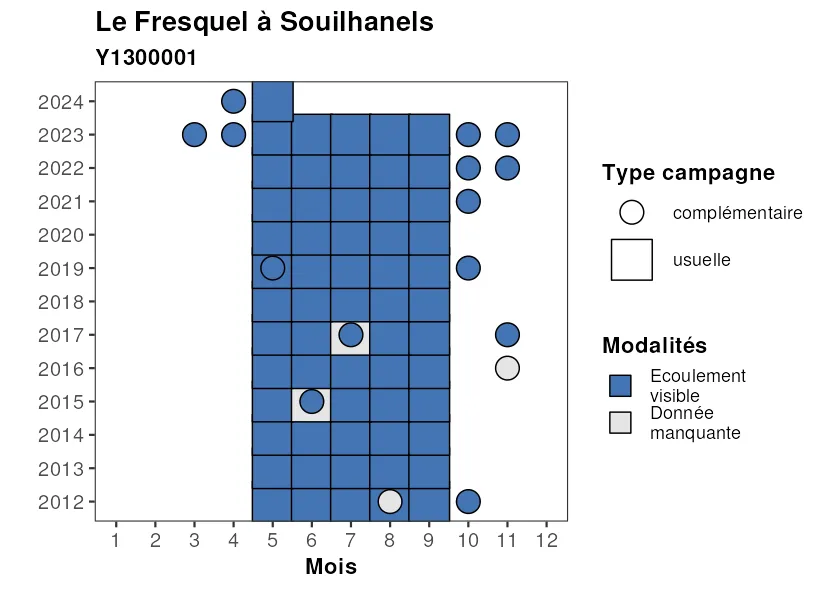 Le Fresquel à Souilhanels
Y1300001
2024
2023
2022
2021
2020
2019
2018
2017
2016
2015
2014
2013
2012
1 2 3 4 5 6 7 8 9 10 11 12
Mois
Type campagne
complémentaire
usuelle
Modalités
Ecoulement
visible
Donnée
manquante